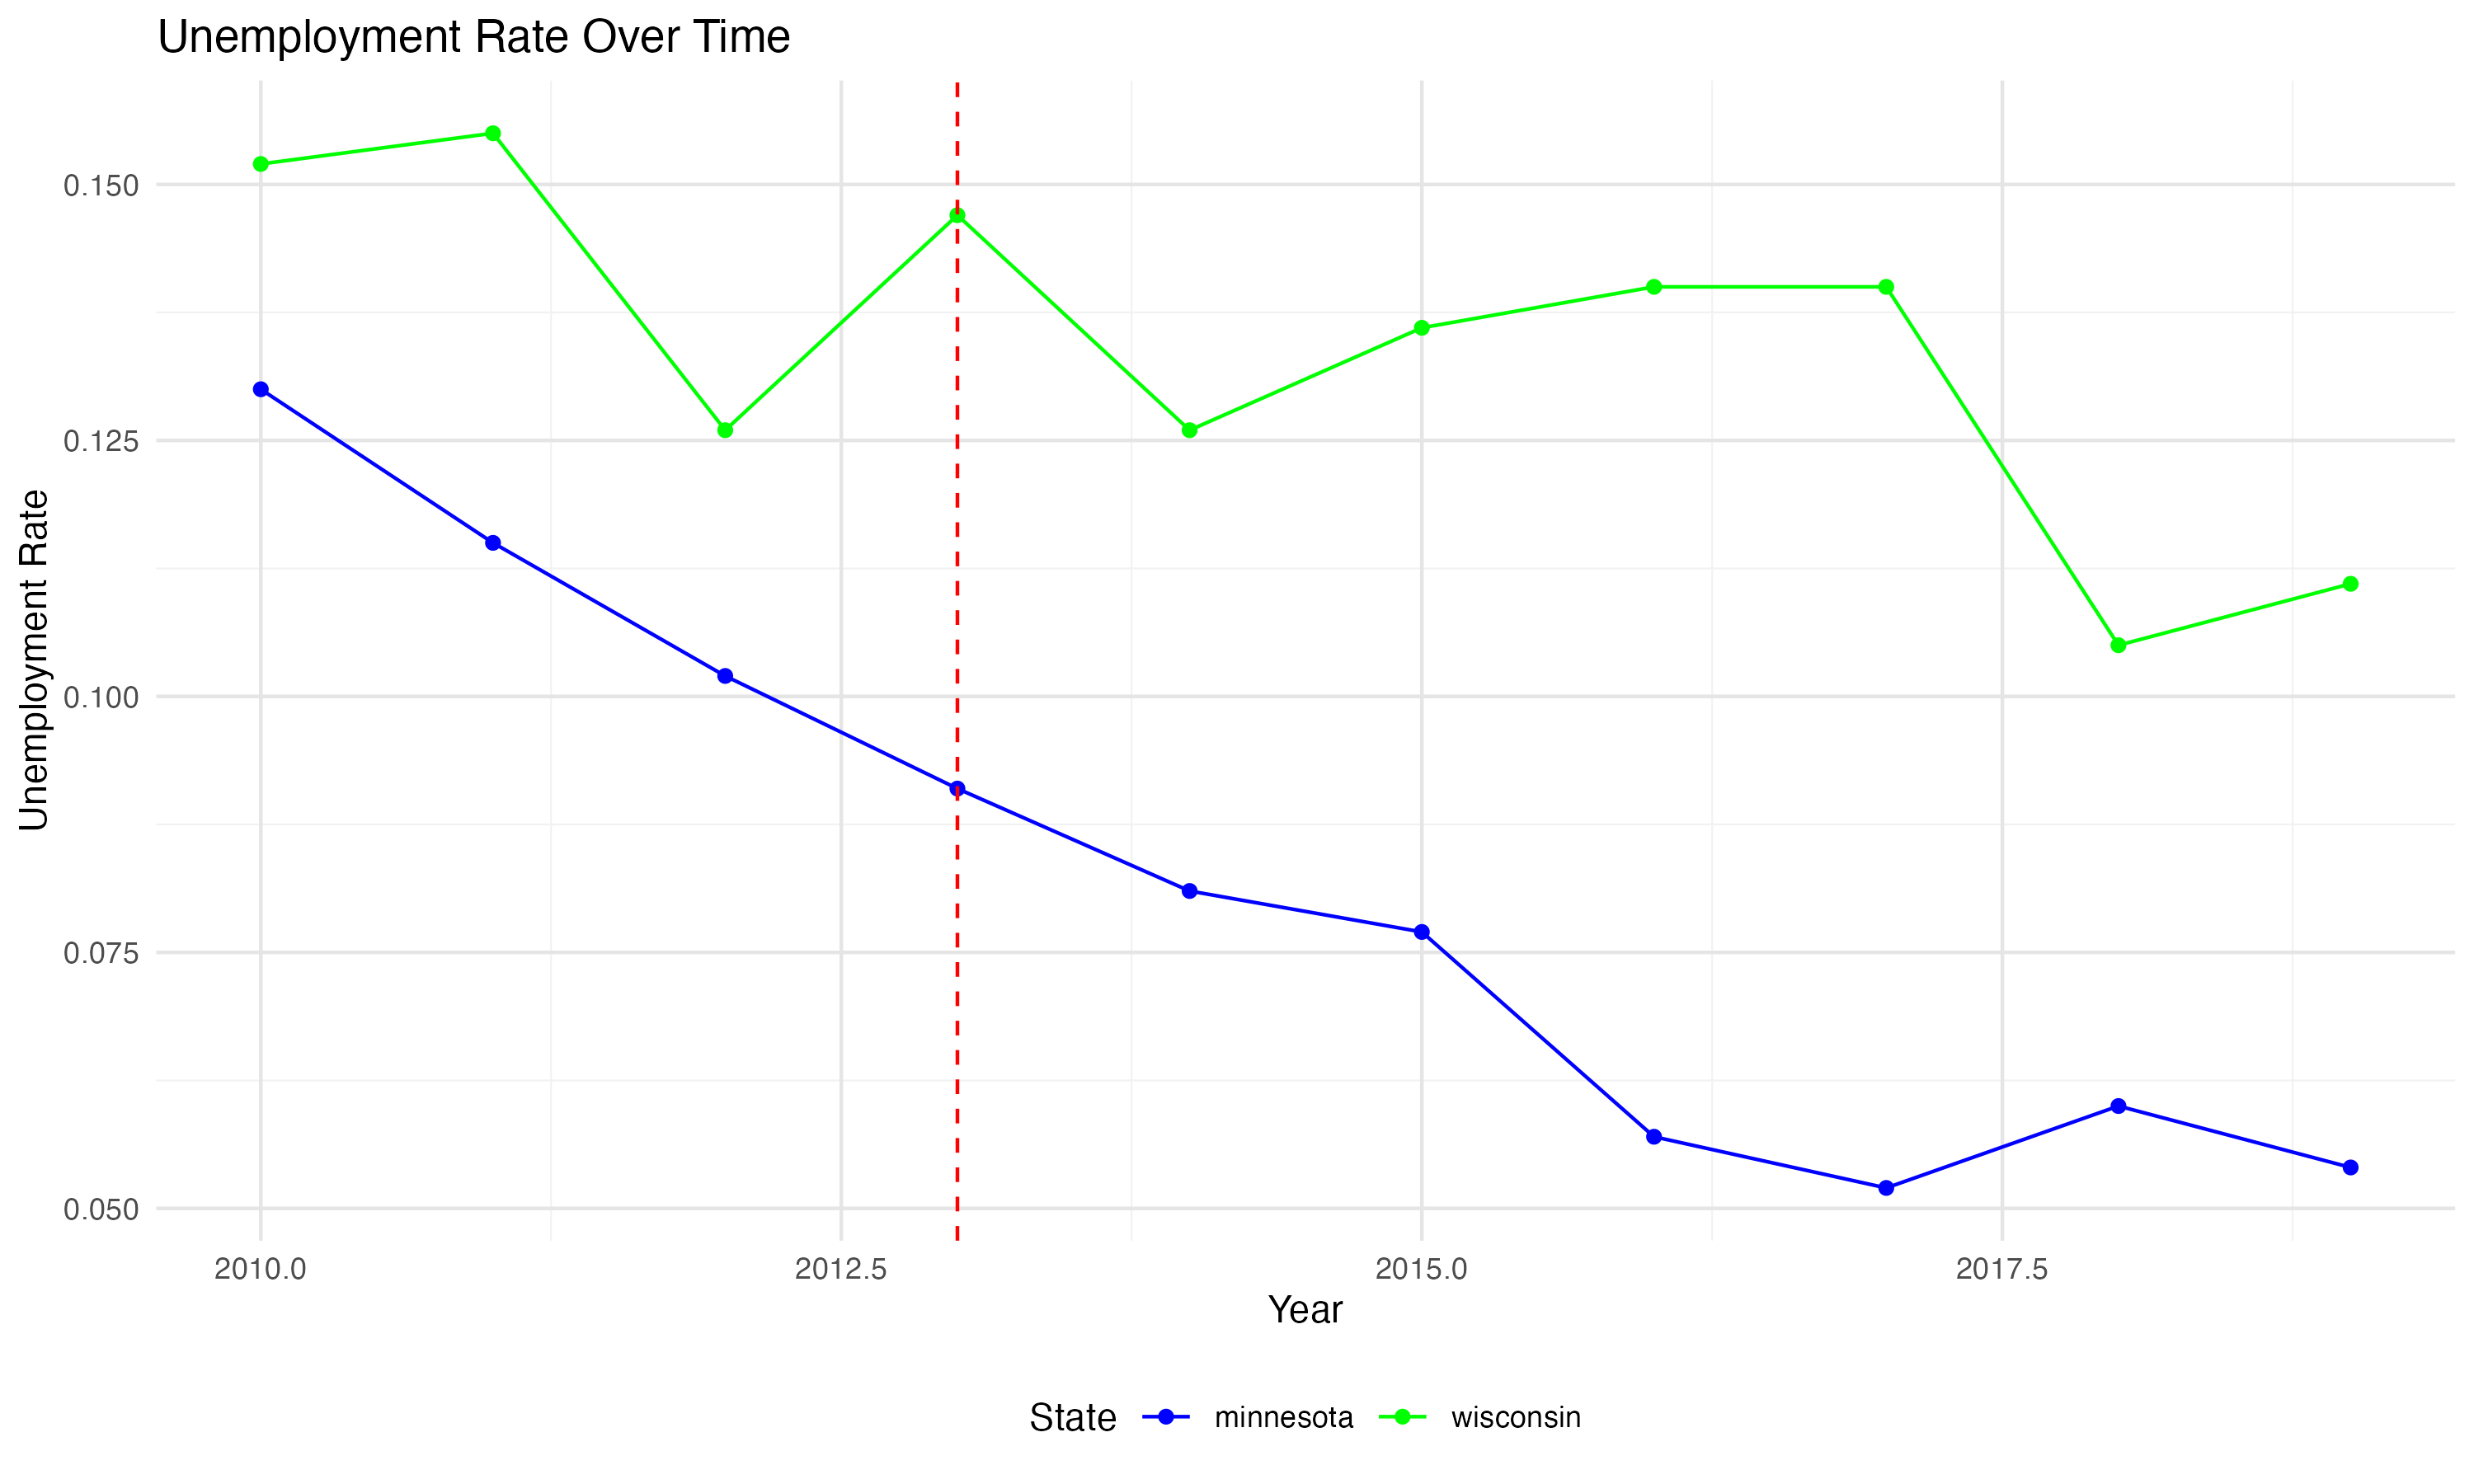 Unemployment Rate Over Time
Unemployment Rate
0.150
0.125
0.100
0.075
0.050
2010.0 2012.5 2015.0 2017.5
Year
State minnesota wisconsin